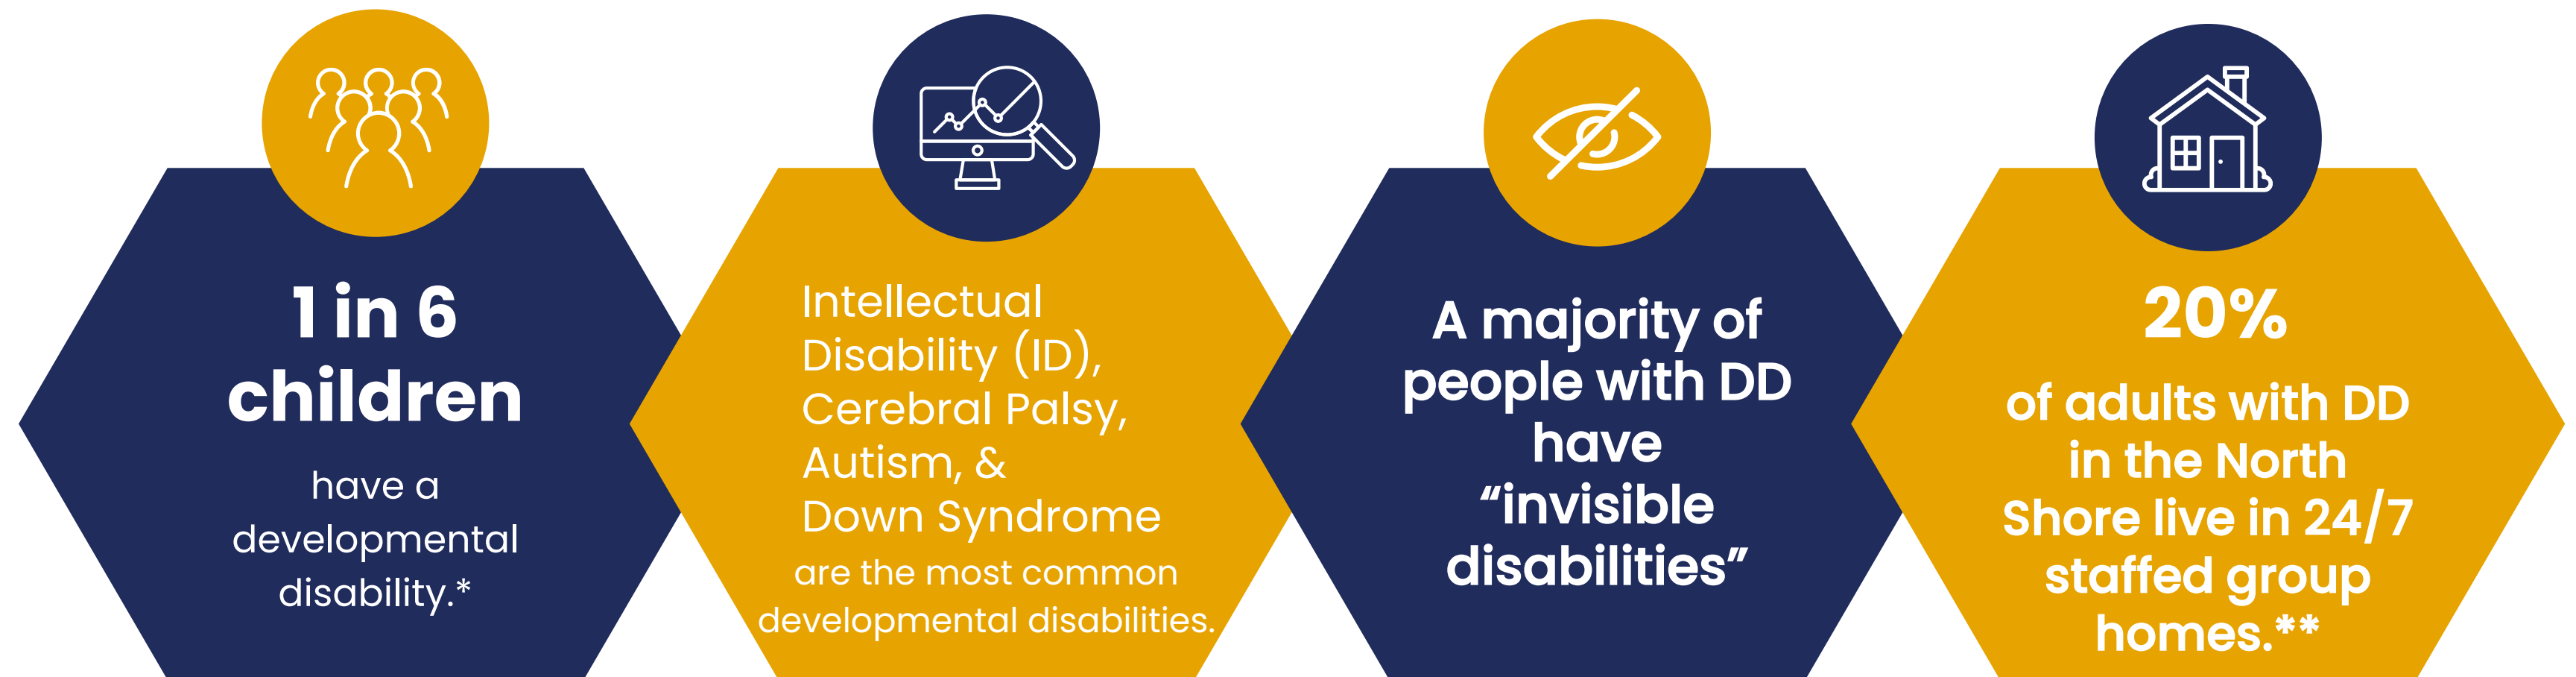 1 in 6
children
have a
developmental
disability.*
Intellectual
Disability (ID),
Cerebral Palsy,
Autism, &
Down Syndrome
are the most common
developmental disabilities.
A majority of
people with DD
have
“invisible
disabilities”
20%
of adults with DD
in the North
Shore live in 24/7
staffed group
homes.**